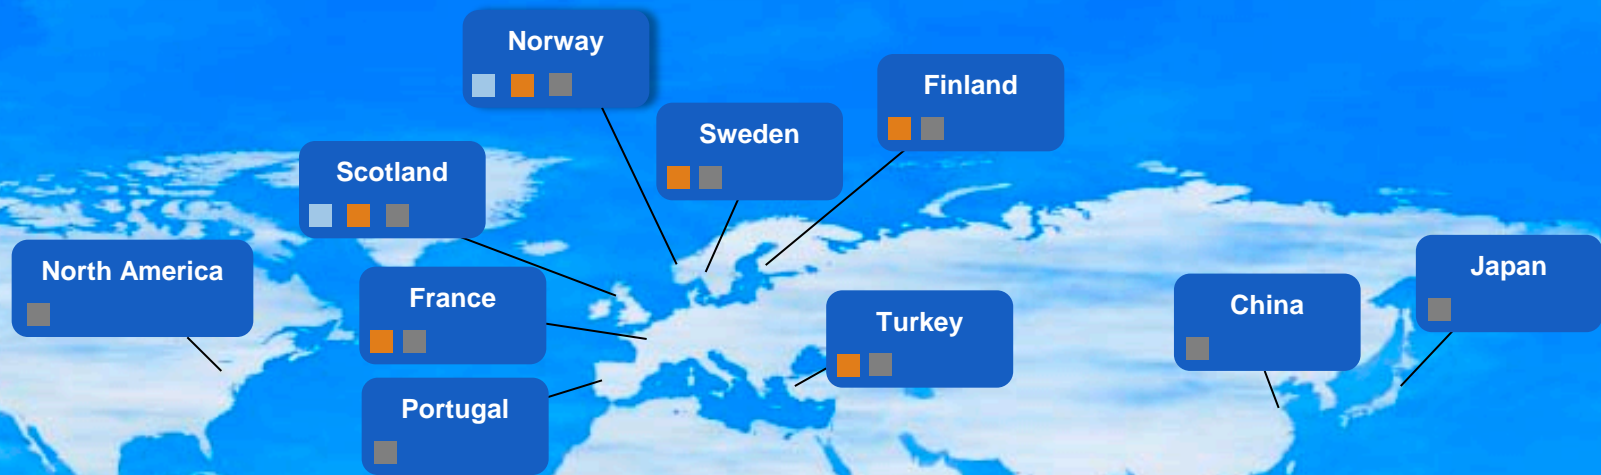 Norway
Finland
Sweden
Scotland
North America
Japan
France
China
Turkey
Portugal